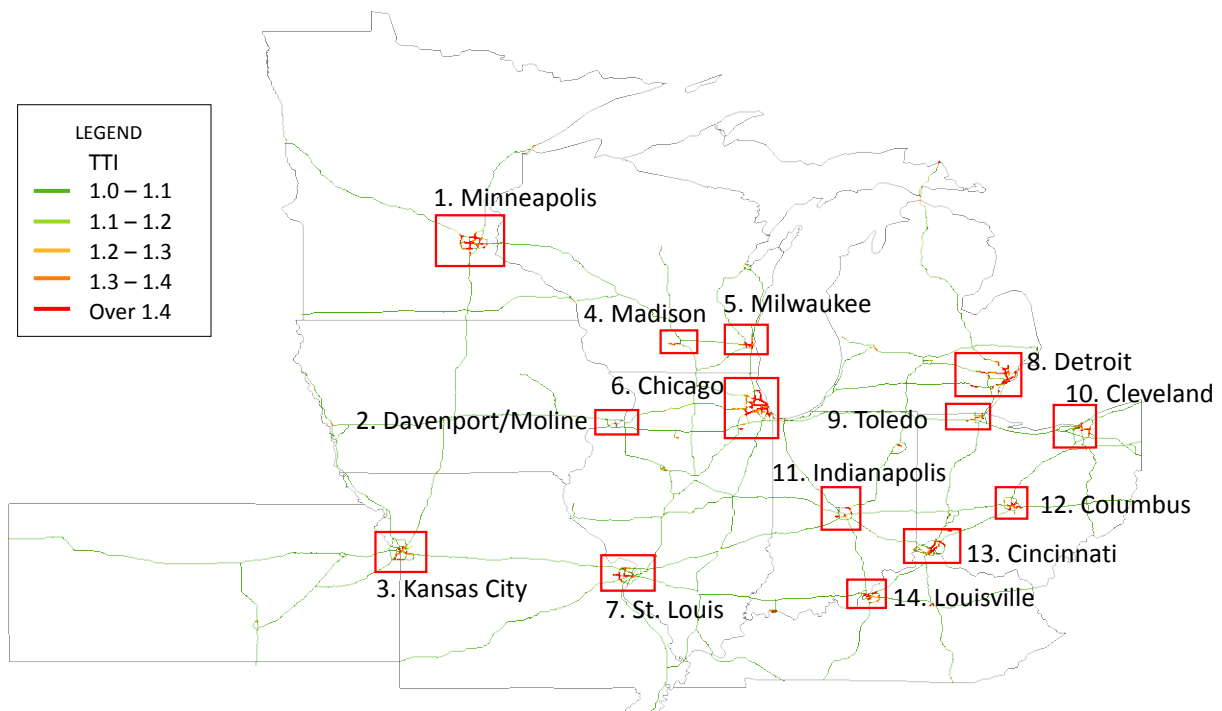 LEGEND
TTI
1.0 – 1.1
1.1 – 1.2
1.2 – 1.3
1.3 – 1.4
Over 1.4
1. Minneapolis
4. Madison
5. Milwaukee
6. Chicago
8. Detroit
10. Cleveland
2. Davenport/Moline
9. Toledo
11. Indianapolis
12. Columbus
13. Cincinnati
3. Kansas City
7. St. Louis
14. Louisville